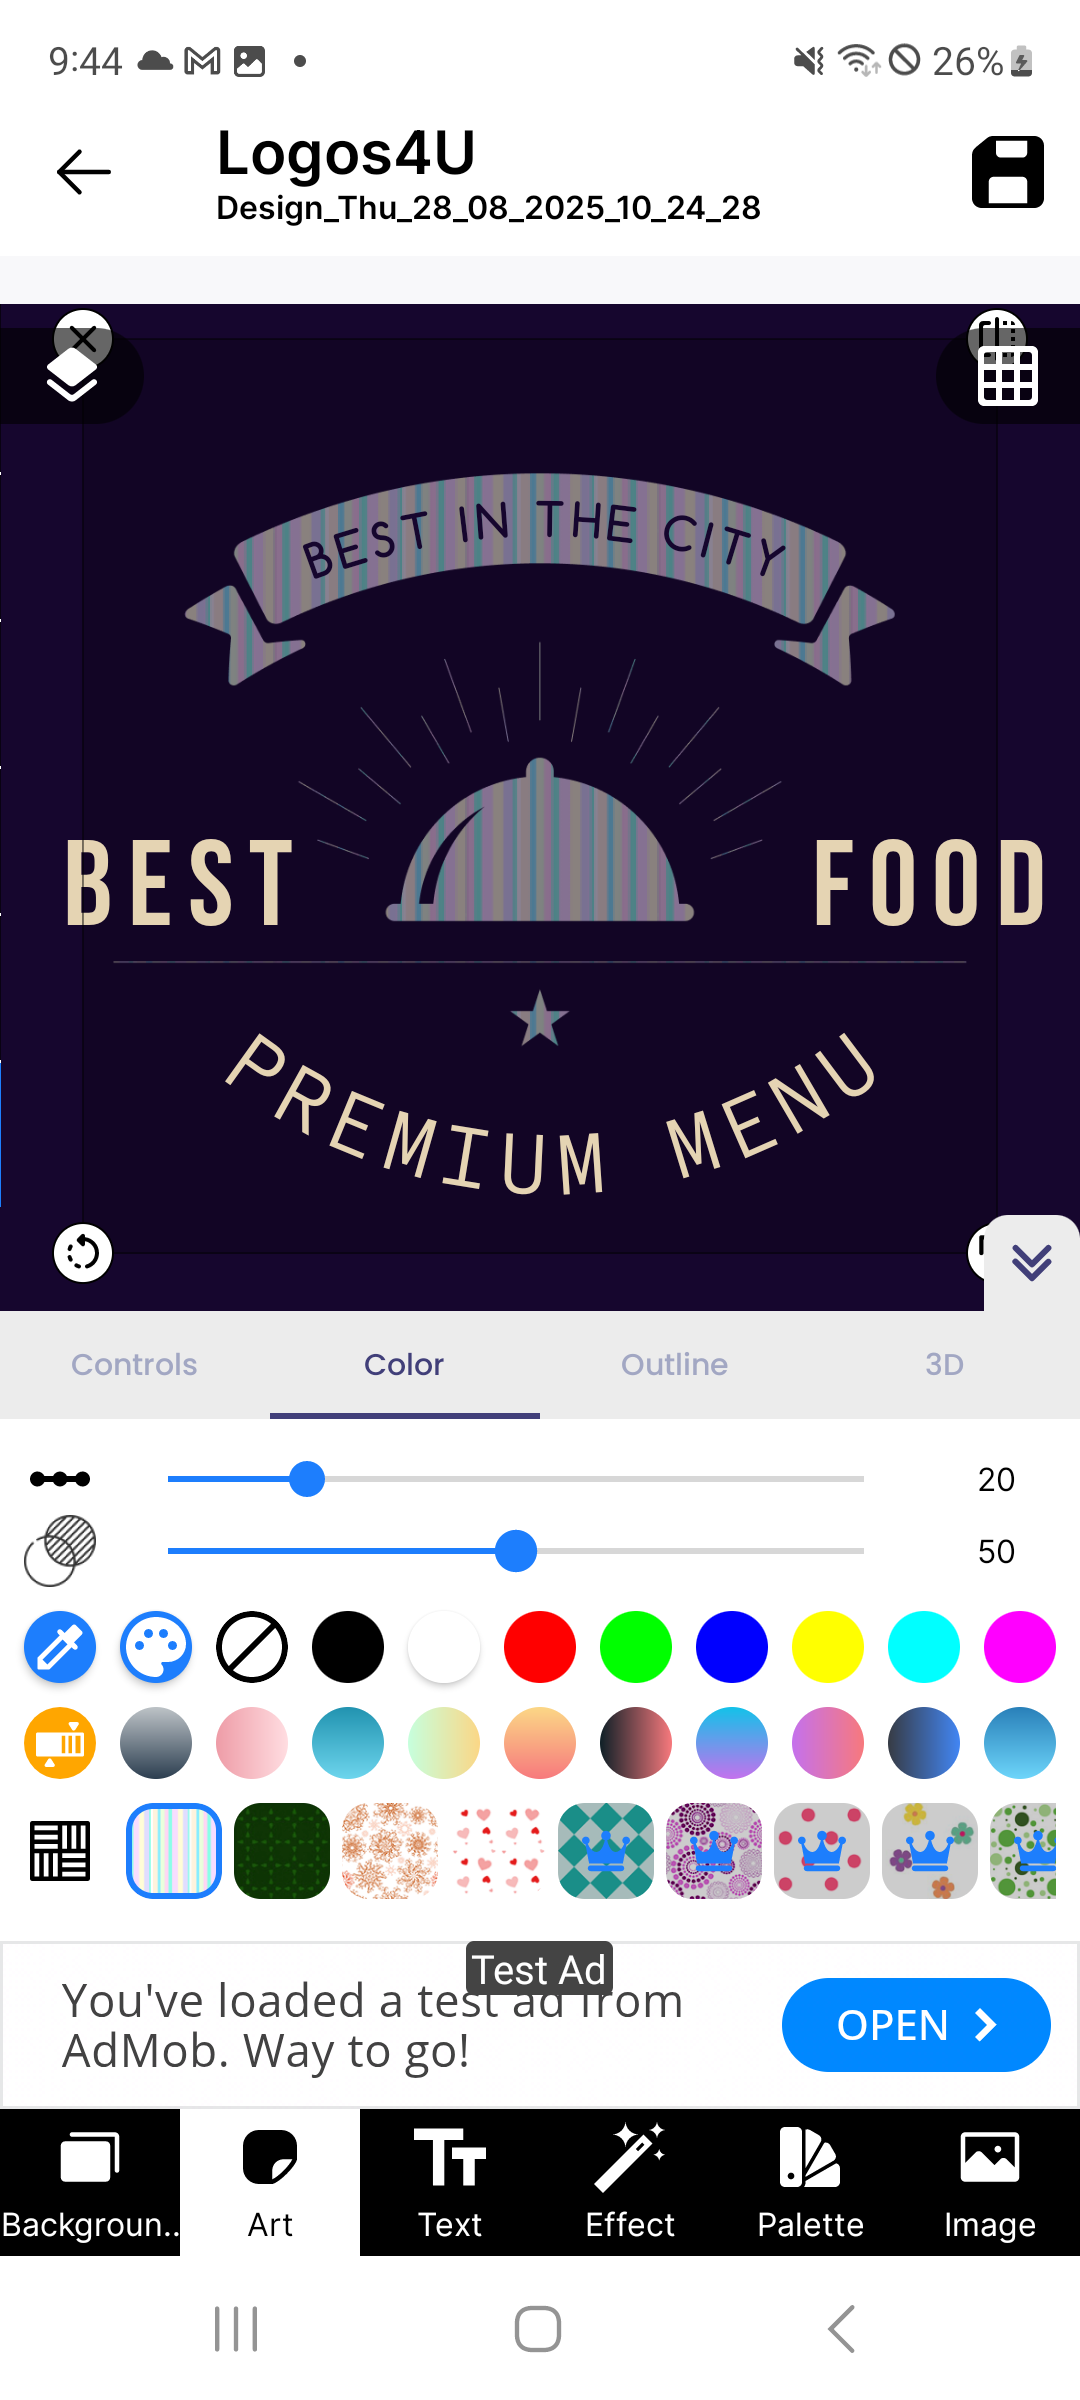 9:44
26%
Logos4U
Design_Thu_28_08_2025_10_24_28
BEST IN THE CITY
BEST FOOD
PREMIUM MENU
Controls Color Outline 3D
20
50
Test Ad
You've loaded a test ad from
AdMob. Way to go!
OPEN
Backgroun.. Art Text Effect Palette Image